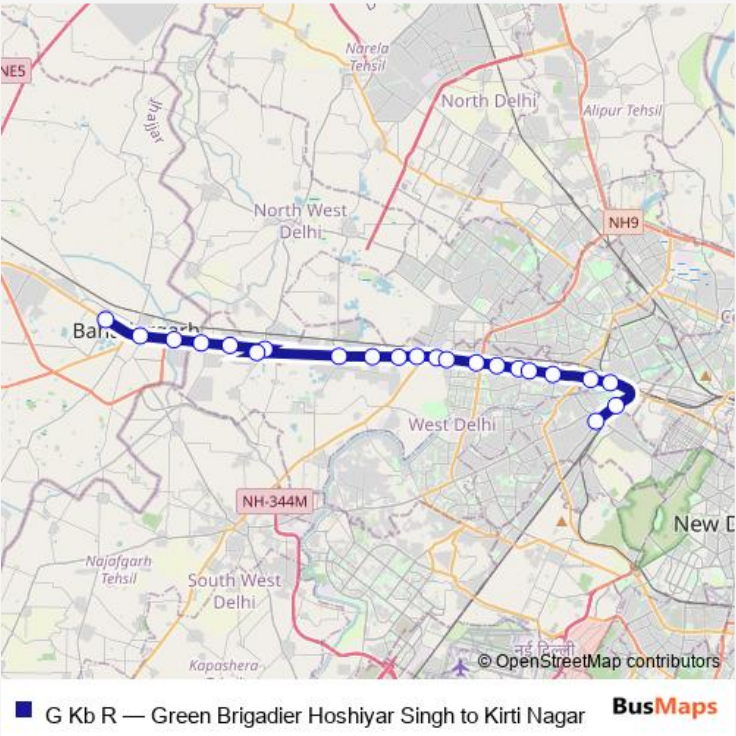 Narela
Tehsil
NE5
North Delhi
Alipur Tehsil
Jhajjar
North West
Delhi
NH9
West Delhi
NH-344M
New D
Najafgarh
Tehsil
South West
Delhi
नई दिल्ली
Kapashera
© OpenStreetMap contributors
G Kb R — Green Brigadier Hoshiyar Singh to Kirti Nagar
BusMaps